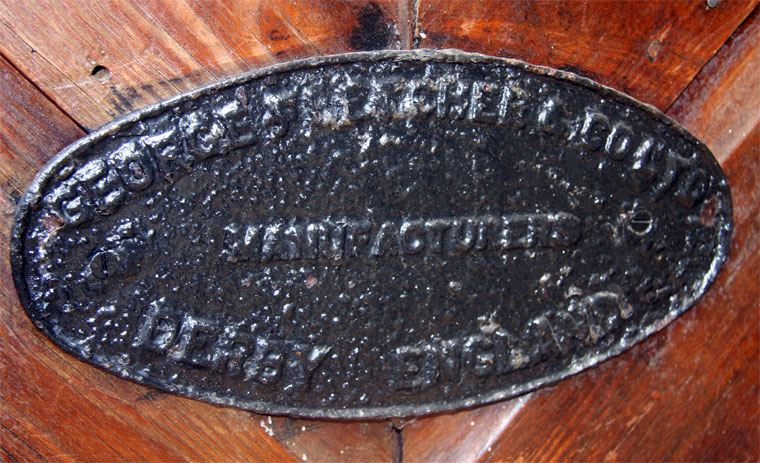 GEORGE FLETCHER & CO LTD
MANUFACTURERS
DERBY ENGLAND